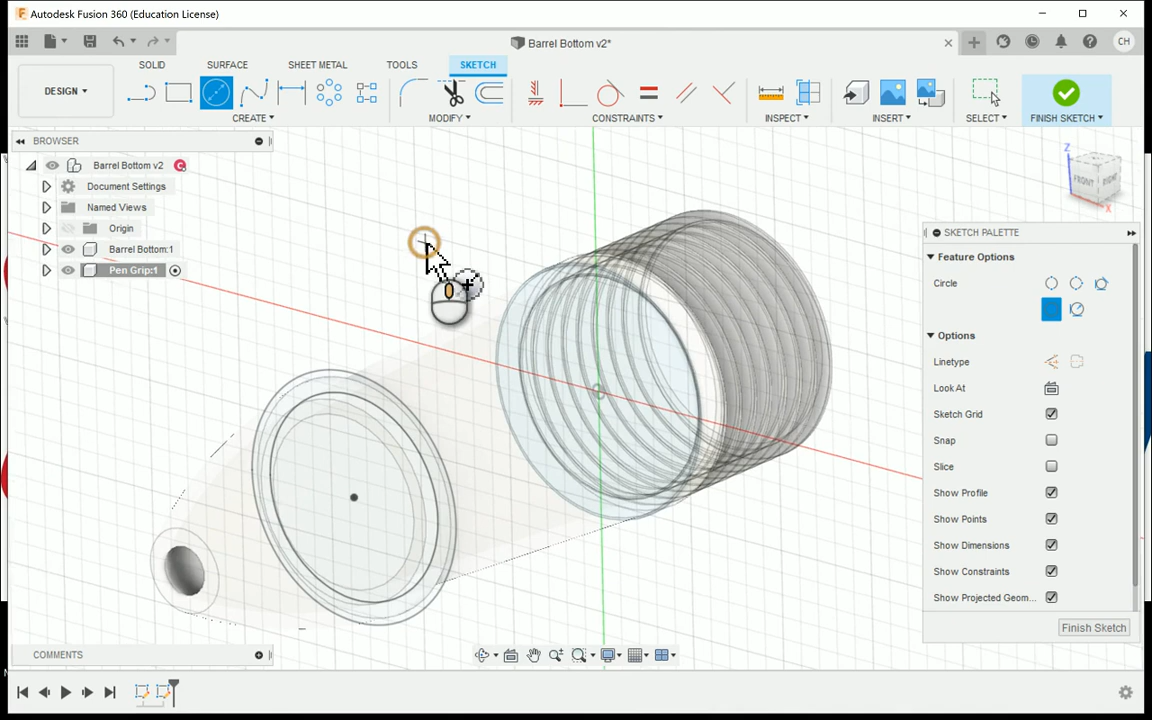 Autodesk Fusion 360 (Education License)
Barrel Bottom v2*
CH
SOLID SURFACE SHEET METAL TOOLS SKETCH
DESIGN
CREATE MODIFY CONSTRAINTS INSPECT INSERT SELECT FINISH SKETCH
BROWSER
Barrel Bottom v2
Document Settings
Named Views
Origin
Barrel Bottom:1
Pen Grip:1
Z
FRONT RIGHT
X
SKETCH PALETTE
Feature Options
Circle
Options
Linetype
Look At
Sketch Grid
Snap
Slice
Show Profile
Show Points
Show Dimensions
Show Constraints
Show Projected Geom...
Finish Sketch
COMMENTS